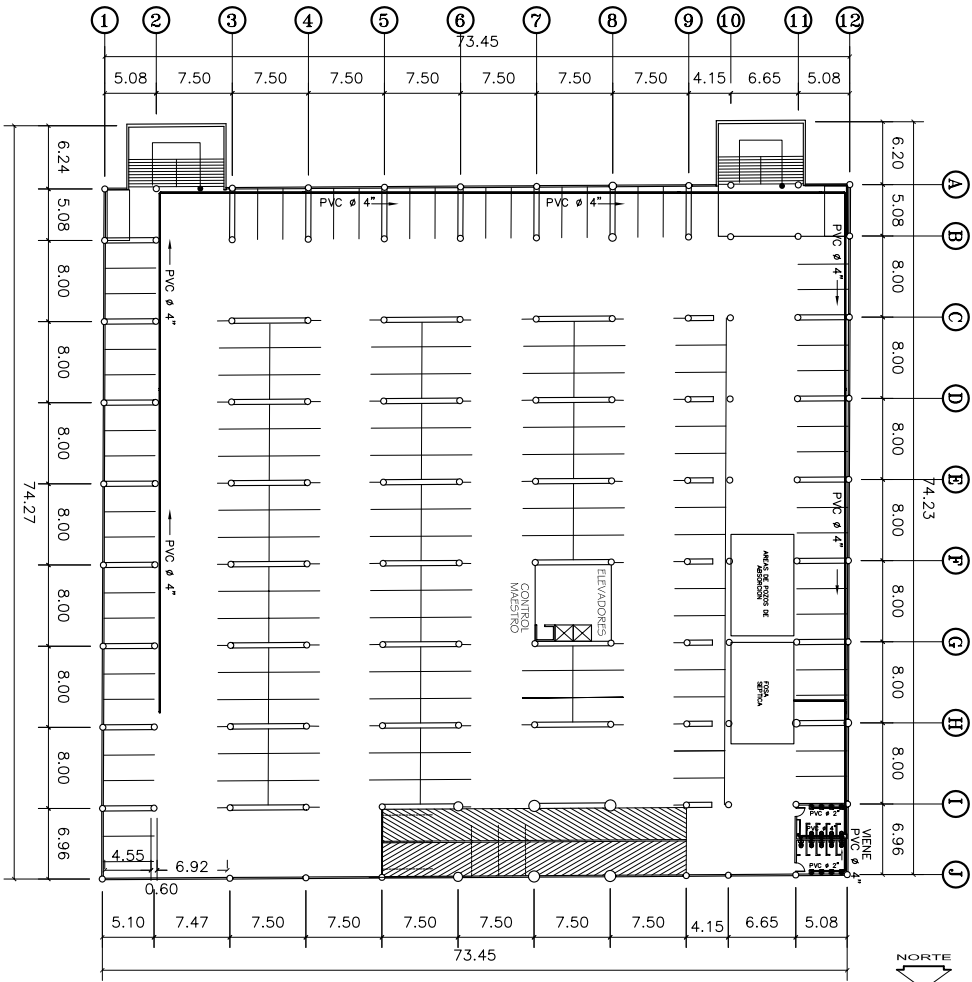 1 2 3 4 5 6 7 8 9 10 11 12
73.45
5.08 7.50 7.50 7.50 7.50 7.50 7.50 7.50 4.15 6.65 5.08
6.24
5.08
8.00
8.00
8.00
8.00
8.00
8.00
8.00
6.96
74.27
6.20
5.08
8.00
8.00
8.00
8.00
8.00
8.00
8.00
6.96
74.23
A
B
C
D
E
F
G
H
I
J
PVC ø 4"
PVC ø 4"
PVC ø 4"
PVC ø 4"
PVC ø 4"
PVC ø 4"
AREAS DE POZOS DE
ABSORCION
ELEVADORES
CONTROL
MAESTRO
FOSA
SEPTICA
PVC ø 2"
PVC ø 2"
VIENE
PVC ø 4"
4.55
6.92
0.60
5.10 7.47 7.50 7.50 7.50 7.50 7.50 7.50 4.15 6.65 5.08
73.45
NORTE